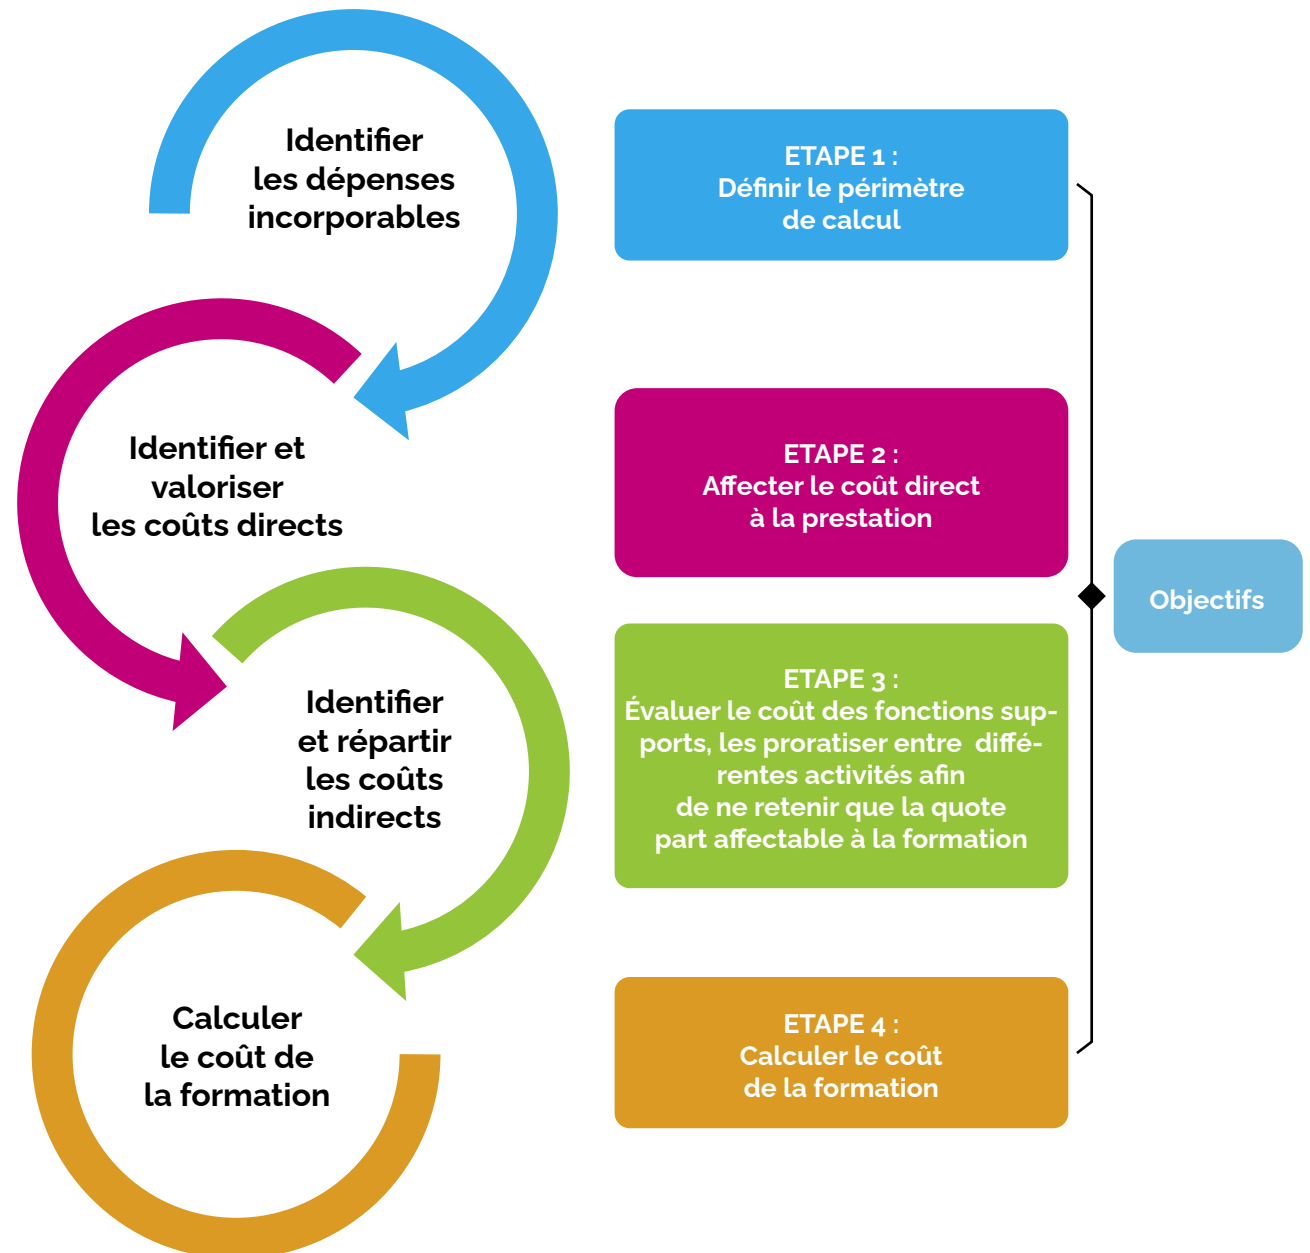 Identifier
les dépenses
incorporables
ETAPE 1 :
Définir le périmètre
de calcul
Identifier et
valoriser
les coûts directs
ETAPE 2 :
Affecter le coût direct
à la prestation
Objectifs
Identifier
et répartir
les coûts
indirects
ETAPE 3 :
Évaluer le coût des fonctions sup-
ports, les proratiser entre  diffé-
rentes activités afin
de ne retenir que la quote
part affectable à la formation
Calculer
le coût de
la formation
ETAPE 4 :
Calculer le coût
de la formation